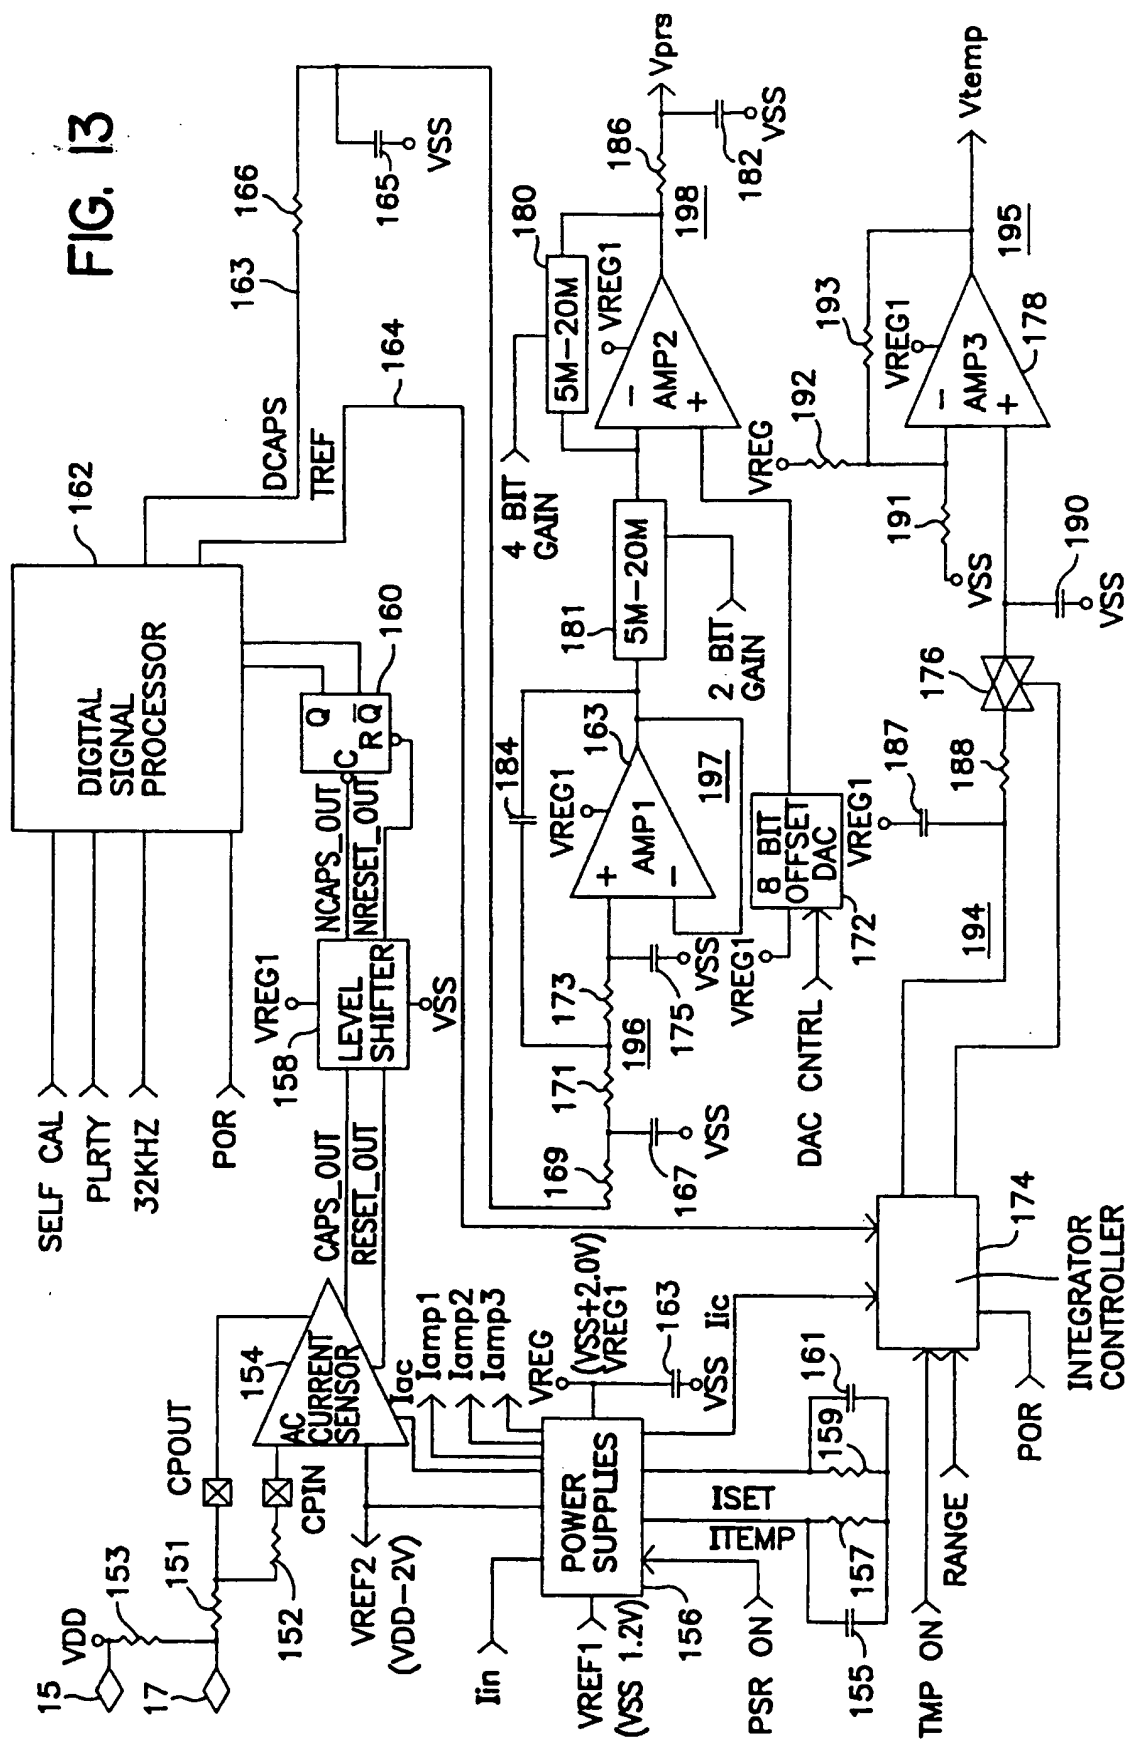 FIG. 13
SELF CAL
PLRTY
32KHZ
POR
DIGITAL
SIGNAL
PROCESSOR
162
DCAPS
TREF
163
166
164
165
VSS
15
17
VDD
153
151
152
CPOUT
CPIN
154
AC
CURRENT
SENSOR
CAPS_OUT
RESET_OUT
VREG1
158
LEVEL
SHIFTER
VSS
NCAPS_OUT
NRESET_OUT
C
Q
R
Q
160
VREF2
(VDD-2V)
Iac
Iamp1
Iamp2
Iamp3
Iin
VREF1
(VSS 1.2V)
POWER
SUPPLIES
156
VREG
(VSS+2.0V)
VREG1
163
VSS
Iic
PSR ON
ITEMP
ISET
155
157
159
161
169
167
VSS
171
196
173
175
VSS
184
VREG1
+
AMP1
-
163
197
181
5M-20M
2 BIT
GAIN
4 BIT
GAIN
180
5M-20M
VREG1
-
AMP2
+
198
186
182
VSS
Vprs
DAC CNTRL
VREG1
8 BIT
OFFSET
DAC
172
TMP ON
RANGE
POR
174
INTEGRATOR
CONTROLLER
194
VREG1
187
188
176
190
VSS
191
VSS
VREG
192
193
VREG1
-
AMP3
+
178
195
Vtemp